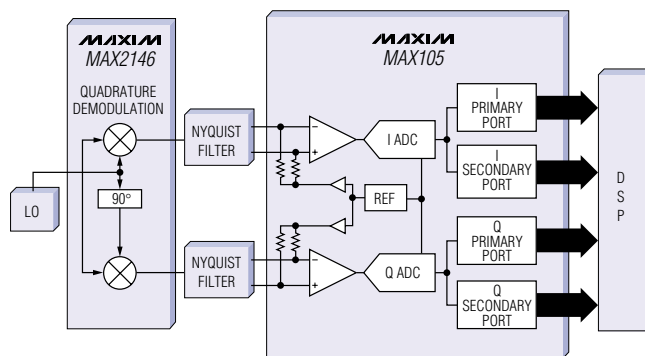 MAXIM
MAX2146
QUADRATURE
DEMODULATION
90°
LO
NYQUIST
FILTER
NYQUIST
FILTER
MAXIM
MAX105
−
+
I ADC
REF
−
+
Q ADC
I
PRIMARY
PORT
I
SECONDARY
PORT
Q
PRIMARY
PORT
Q
SECONDARY
PORT
D
S
P